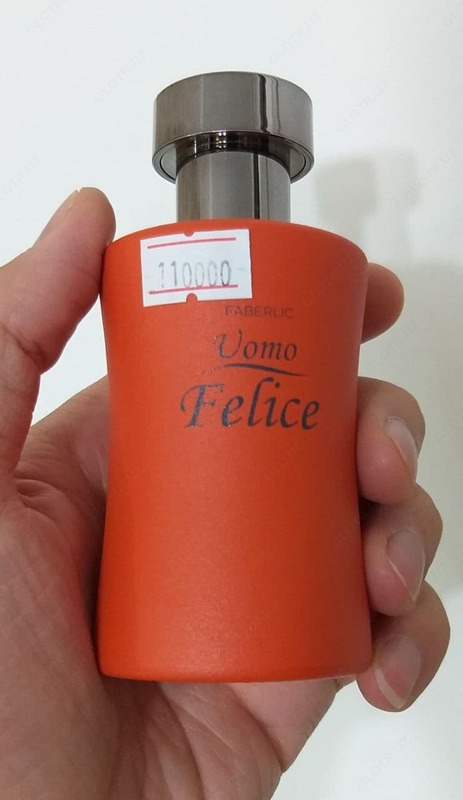 110000
FABERLIC
Uomo
Felice